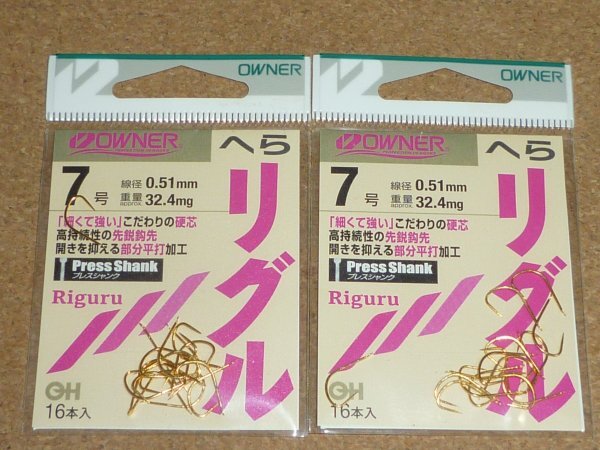 OWNER
OWNER
へら
7号
線径 0.51mm
重量 approx. 32.4mg
「細くて強い」こだわりの硬芯
高持続性の先鋭鈎先
開きを抑える部分平打加工
Press Shank
プレスシャンク
リグル
Riguru
GH
16本入
OWNER
OWNER
へら
7号
線径 0.51mm
重量 approx. 32.4mg
「細くて強い」こだわりの硬芯
高持続性の先鋭鈎先
開きを抑える部分平打加工
Press Shank
プレスシャンク
リグル
Riguru
GH
16本入